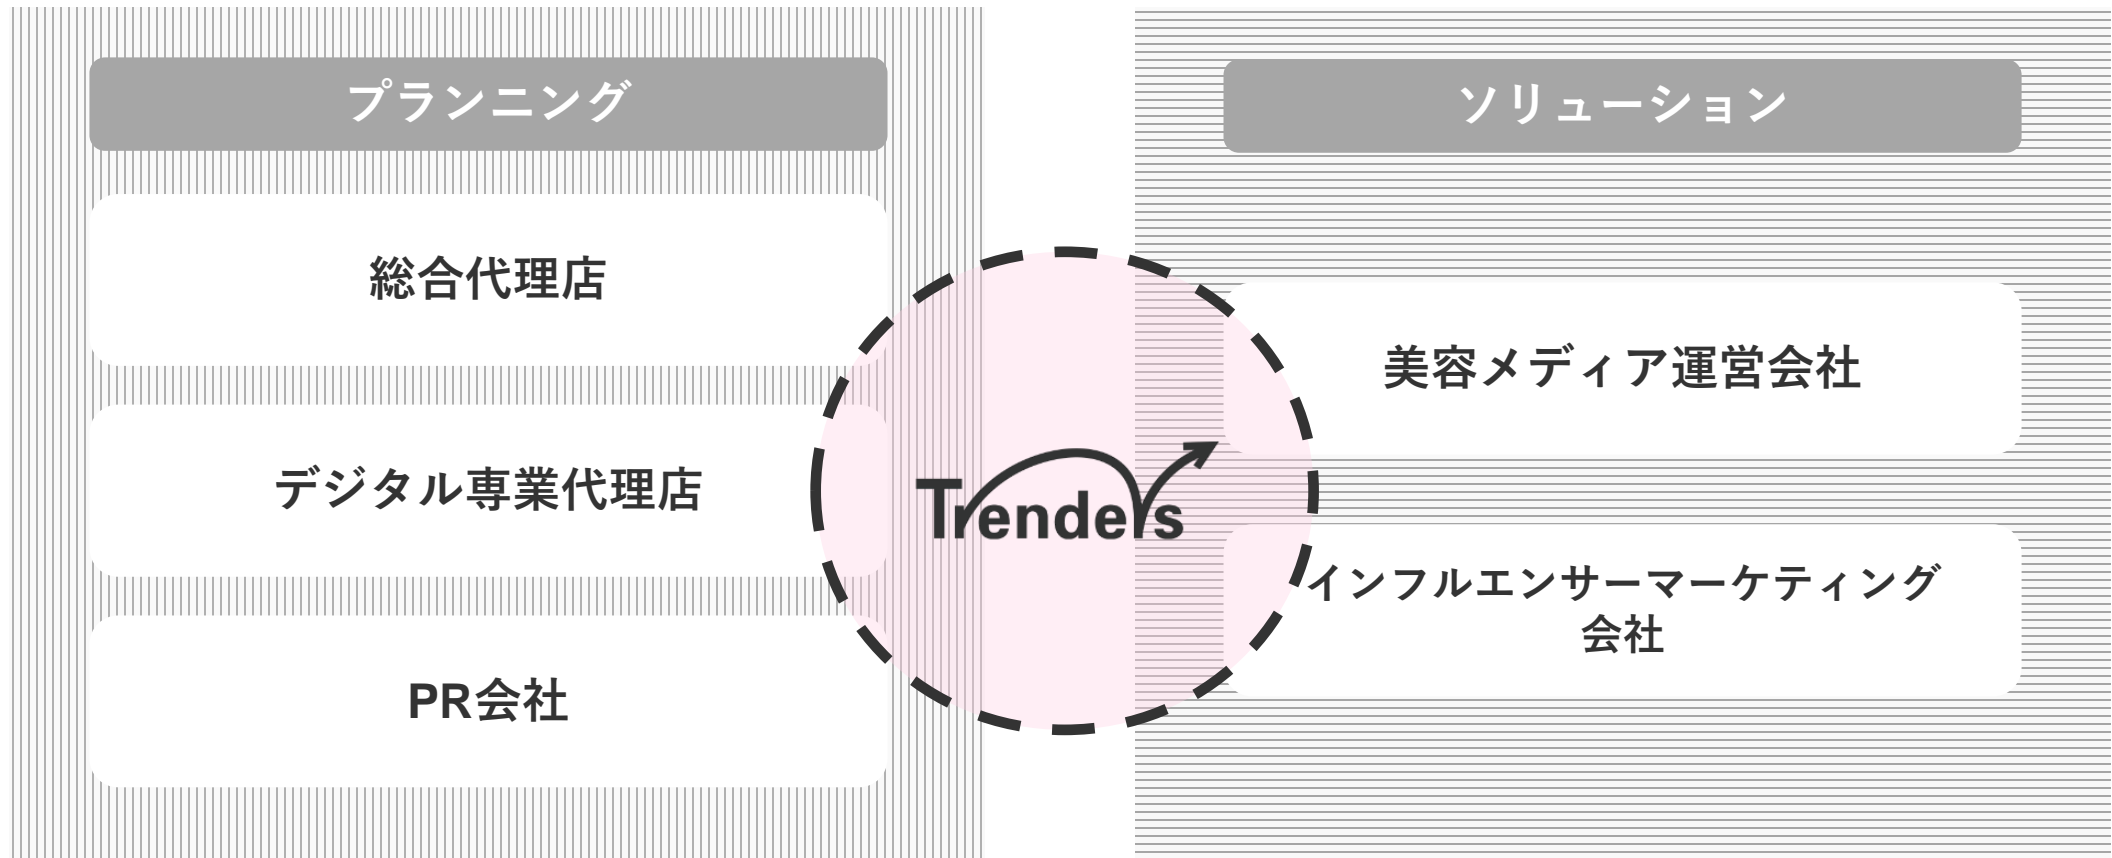 プランニング
総合代理店
デジタル専業代理店
PR会社
Trenders
ソリューション
美容メディア運営会社
インフルエンサーマーケティング
会社